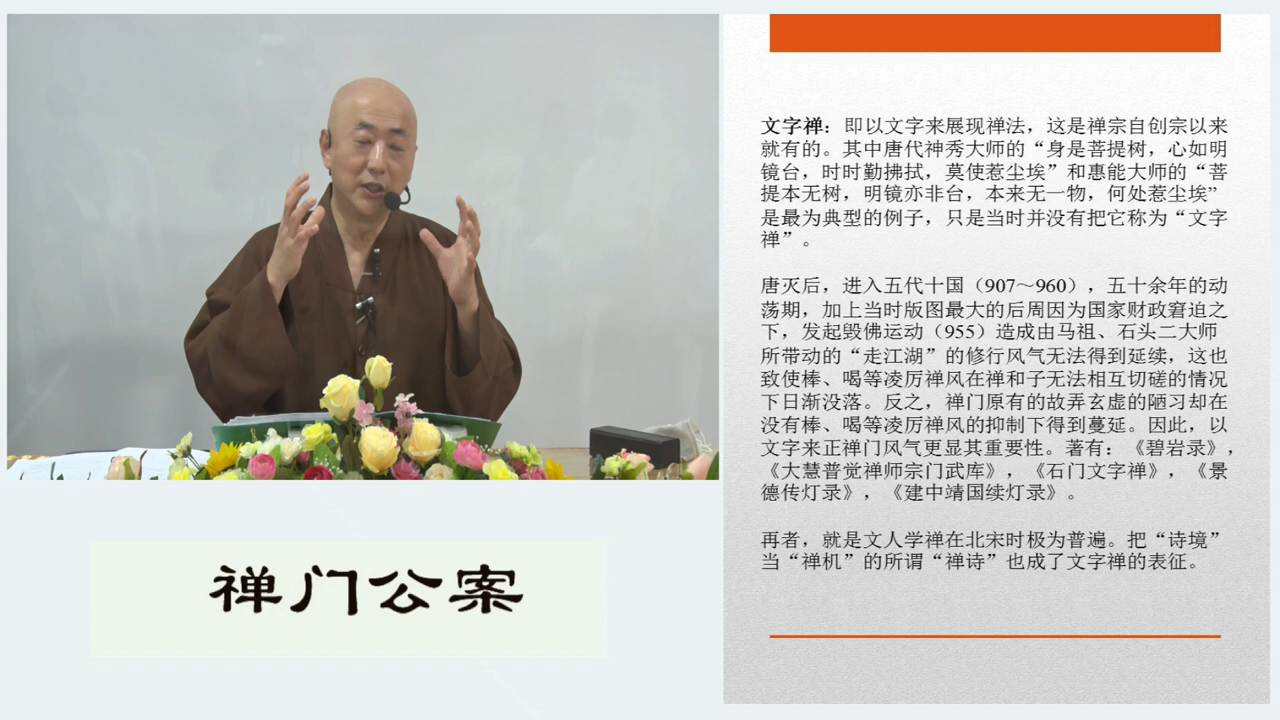 文字禅：即以文字来展现禅法，这是禅宗自创宗以来
就有的。其中唐代神秀大师的“身是菩提树，心如明
镜台，时时勤拂拭，莫使惹尘埃”和惠能大师的“菩
提本无树，明镜亦非台，本来无一物，何处惹尘埃”
是最为典型的例子，只是当时并没有把它称为“文字
禅”。
唐灭后，进入五代十国（907～960），五十余年的动
荡期，加上当时版图最大的后周因为国家财政窘迫之
下，发起毁佛运动（955）造成由马祖、石头二大师
所带动的“走江湖”的修行风气无法得到延续，这也
致使棒、喝等凌厉禅风在禅和子无法相互切磋的情况
下日渐没落。反之，禅门原有的故弄玄虚的陋习却在
没有棒、喝等凌厉禅风的抑制下得到蔓延。因此，以
文字来正禅门风气更显其重要性。著有：《碧岩录》，
《大慧普觉禅师宗门武库》，《石门文字禅》，《景
德传灯录》，《建中靖国续灯录》。
再者，就是文人学禅在北宋时极为普遍。把“诗境”
当“禅机”的所谓“禅诗”也成了文字禅的表征。
禅门公案